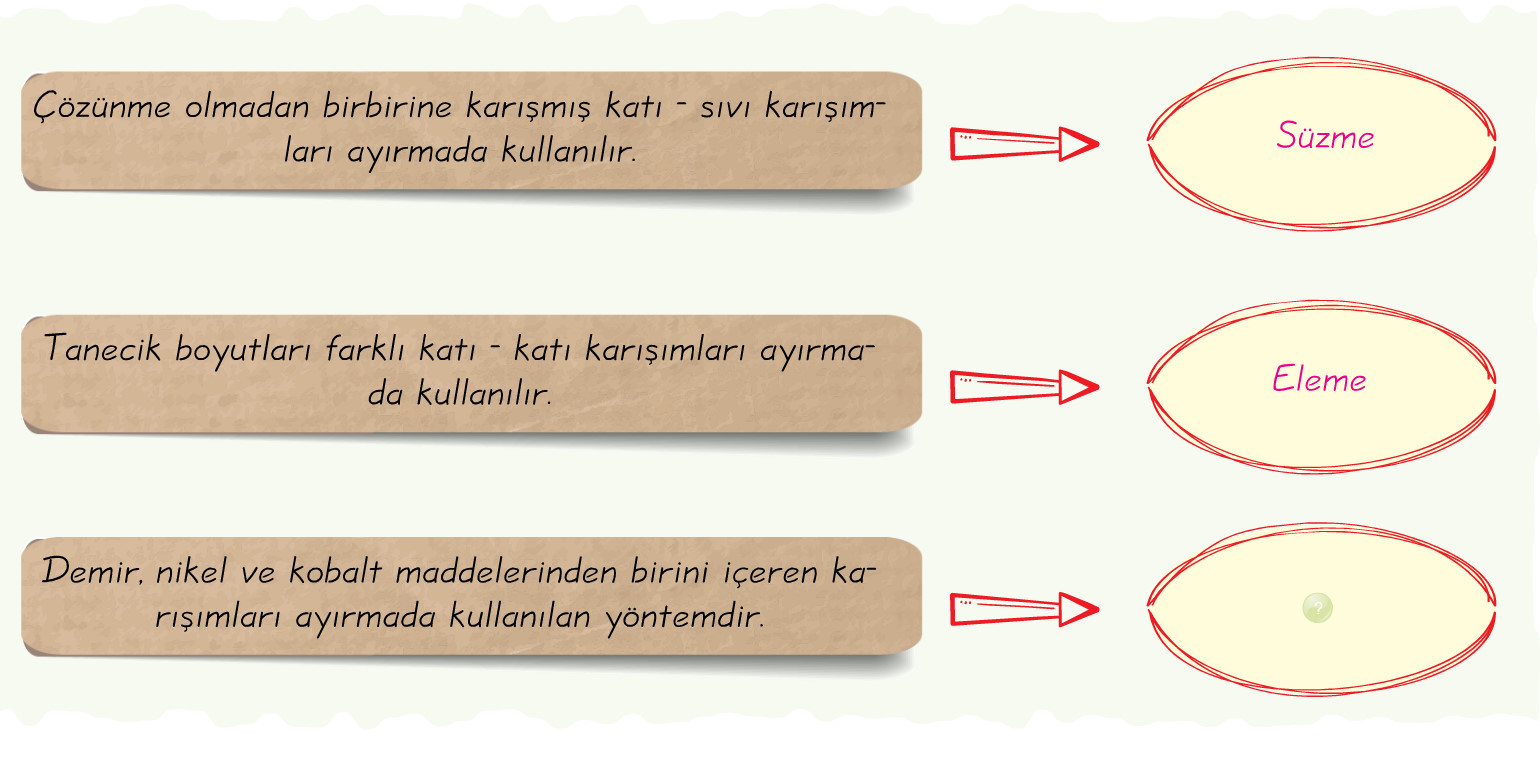 Çözünme olmadan birbirine karışmış katı - sıvı karışım-
ları ayırmada kullanılır.
Süzme
Tanecik boyutları farklı katı - katı karışımları ayırma-
da kullanılır.
Eleme
Demir, nikel ve kobalt maddelerinden birini içeren ka-
rışımları ayırmada kullanılan yöntemdir.
?